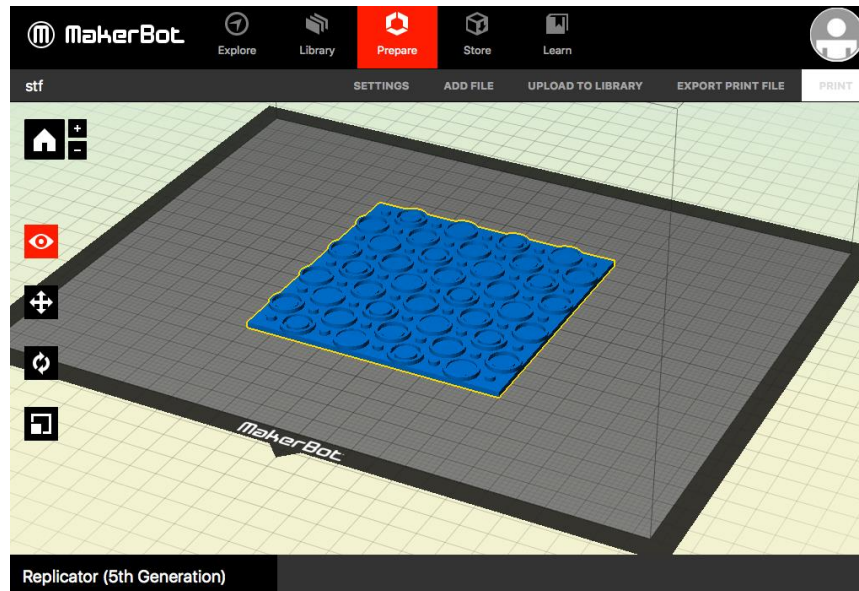 MakerBot
Explore
Library
Prepare
Store
Learn
stf
SETTINGS
ADD FILE
UPLOAD TO LIBRARY
EXPORT PRINT FILE
PRINT
+
-
MakerBot
Replicator (5th Generation)